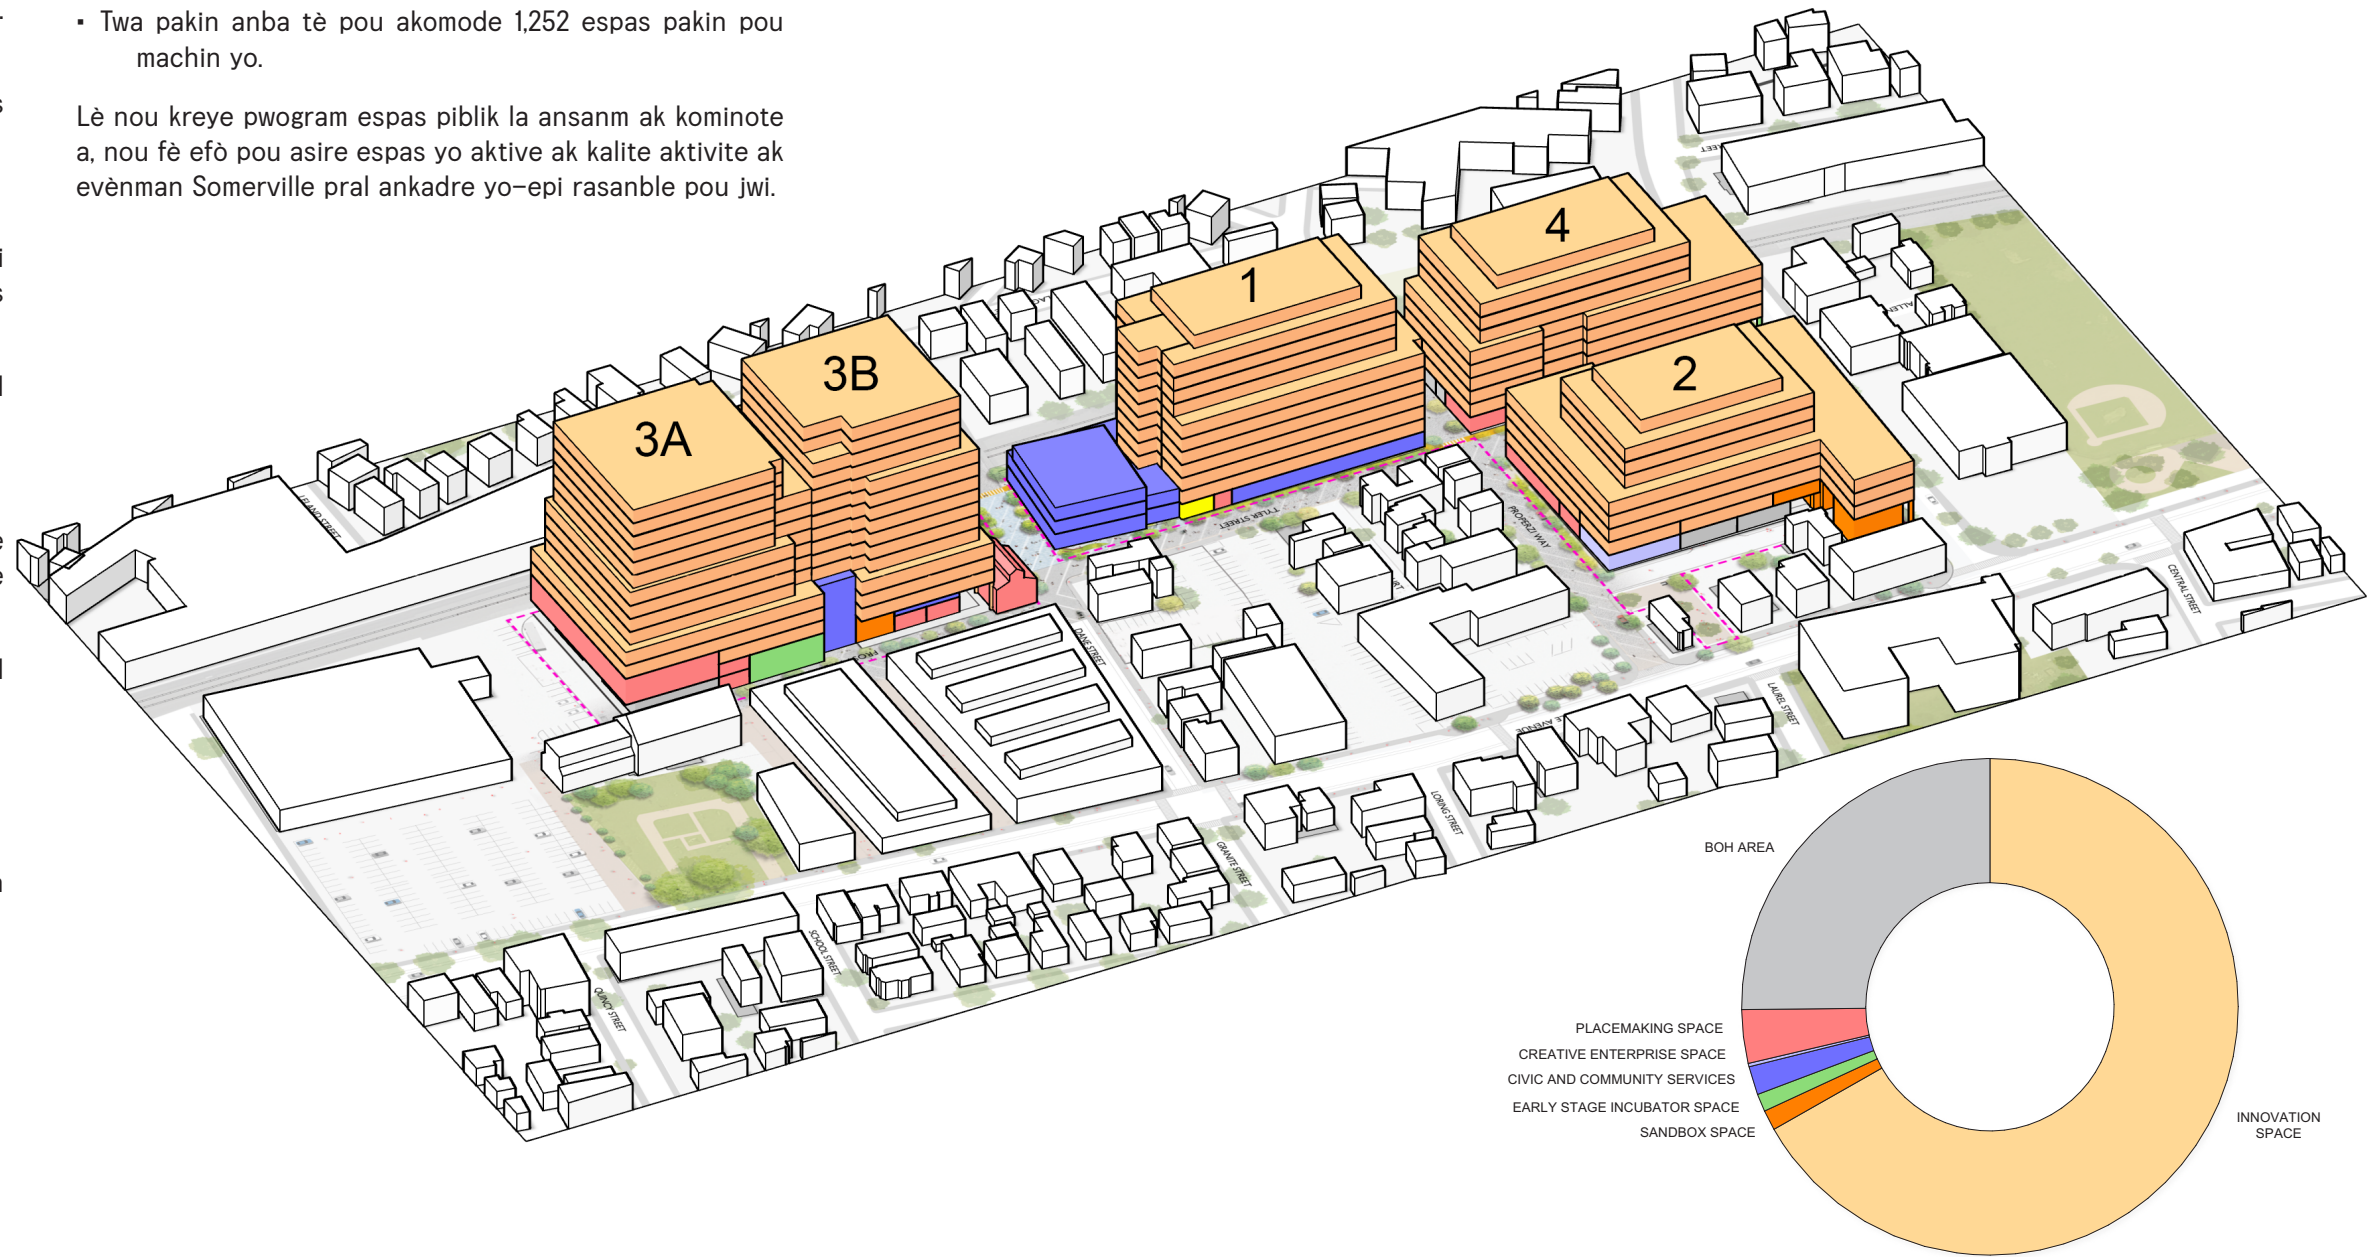 ▪ Twa pakin anba tè pou akomode 1,252 espas pakin pou
machin yo.
Lè nou kreye pwogram espas piblik la ansanm ak kominote
a, nou fè efò pou asire espas yo aktive ak kalite aktivite ak
evènman Somerville pral ankadre yo–epi rasanble pou jwi.
4
1
3B
2
3A
ALLEN
LELAND STREET
TYLER STREET
PROPERZI WAY
CENTRAL STREET
DANE STREET
LAUREL STREET
LORING STREET
GRANITE STREET
SCHOOL STREET
QUINCY STREET
BOH AREA
PLACEMAKING SPACE
CREATIVE ENTERPRISE SPACE
CIVIC AND COMMUNITY SERVICES
EARLY STAGE INCUBATOR SPACE
SANDBOX SPACE
INNOVATION
SPACE